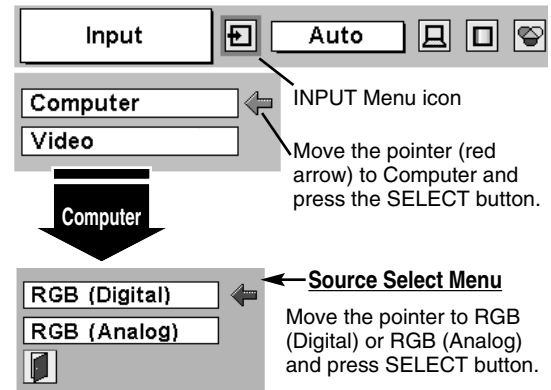 Input
Auto
INPUT Menu icon
Computer
Video
Move the pointer (red
arrow) to Computer and
press the SELECT button.
Computer
Source Select Menu
RGB (Digital)
RGB (Analog)
Move the pointer to RGB
(Digital) or RGB (Analog)
and press SELECT button.